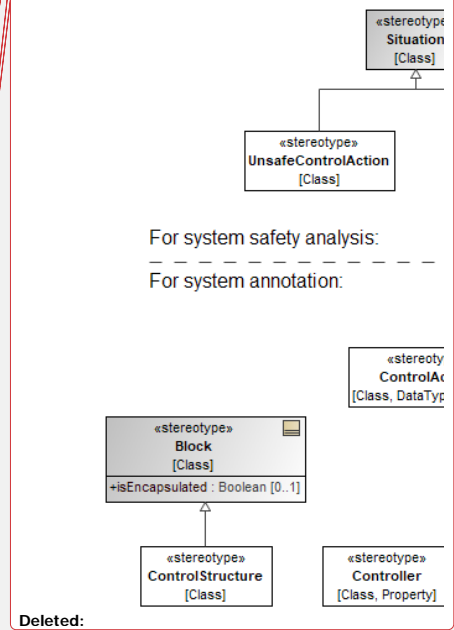 «stereotype
Situation
[Class]
«stereotype»
UnsafeControlAction
[Class]
For system safety analysis:
For system annotation:
«stereoty
ControlAc
[Class, DataTyp
«stereotype»
Block
[Class]
+isEncapsulated : Boolean [0..1]
«stereotype»
ControlStructure
[Class]
«stereotype»
Controller
[Class, Property]
Deleted: